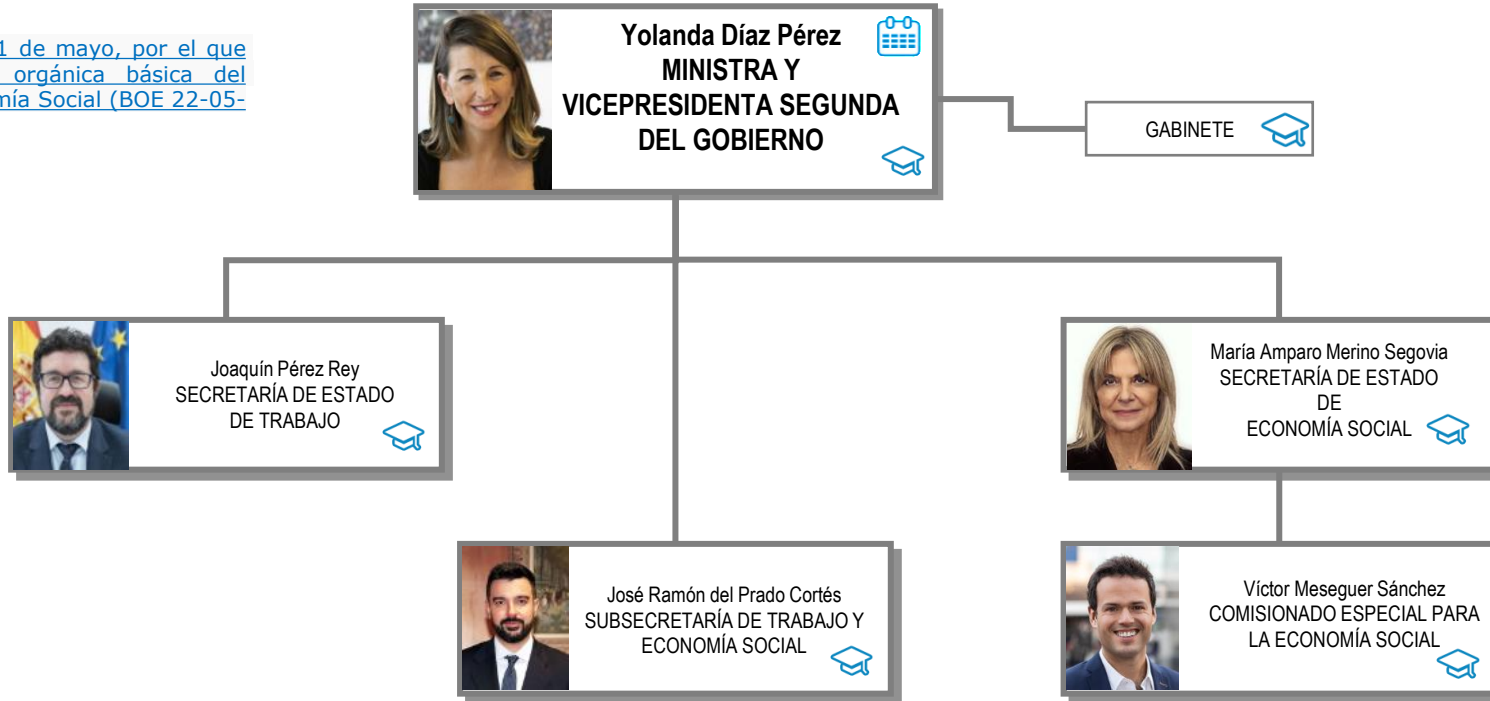 1 de mayo, por el que
orgánica básica del
mía Social (BOE 22-05-
Yolanda Díaz Pérez
MINISTRA Y
VICEPRESIDENTA SEGUNDA
DEL GOBIERNO
GABINETE
Joaquín Pérez Rey
SECRETARÍA DE ESTADO
DE TRABAJO
María Amparo Merino Segovia
SECRETARÍA DE ESTADO
DE
ECONOMÍA SOCIAL
José Ramón del Prado Cortés
SUBSECRETARÍA DE TRABAJO Y
ECONOMÍA SOCIAL
Víctor Meseguer Sánchez
COMISIONADO ESPECIAL PARA
LA ECONOMÍA SOCIAL